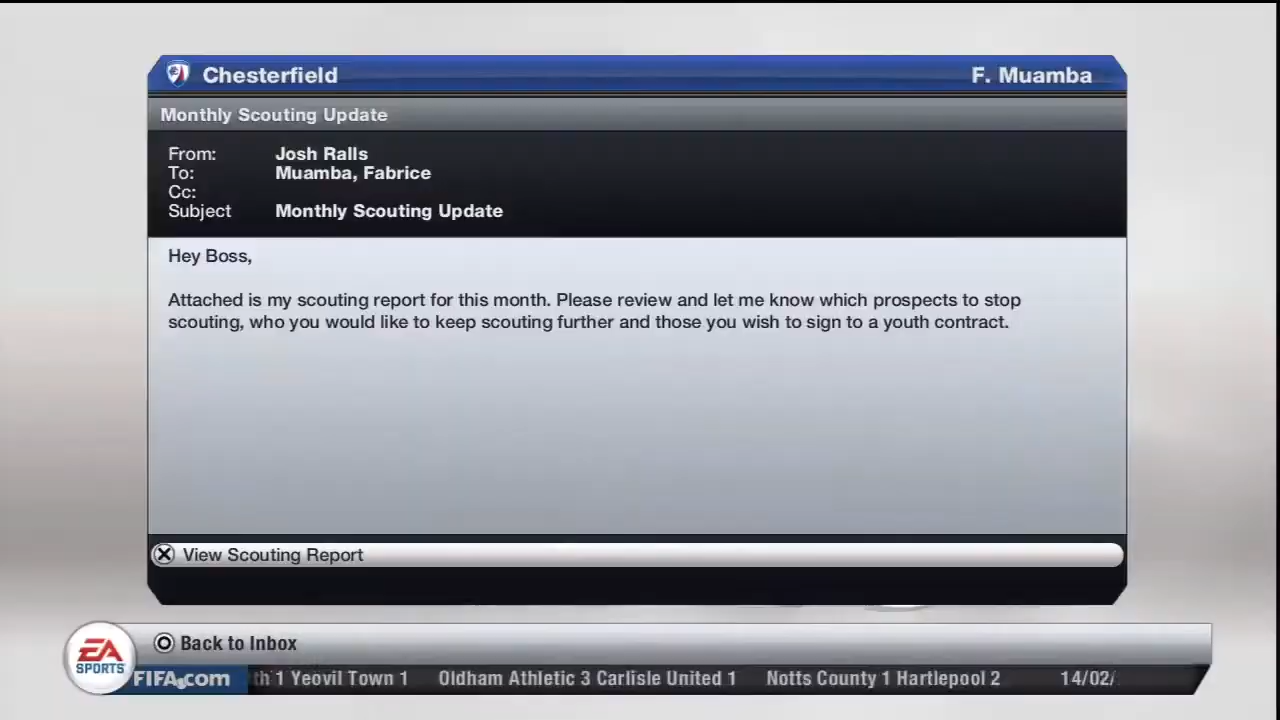 Chesterfield
F. Muamba
Monthly Scouting Update
From: Josh Ralls
To: Muamba, Fabrice
Cc:
Subject Monthly Scouting Update
Hey Boss,
Attached is my scouting report for this month. Please review and let me know which prospects to stop
scouting, who you would like to keep scouting further and those you wish to sign to a youth contract.
View Scouting Report
Back to Inbox
EA
SPORTS
FIFA.com
1 Yeovil Town 1 Oldham Athletic 3 Carlisle United 1 Notts County 1 Hartlepool 2 14/02/